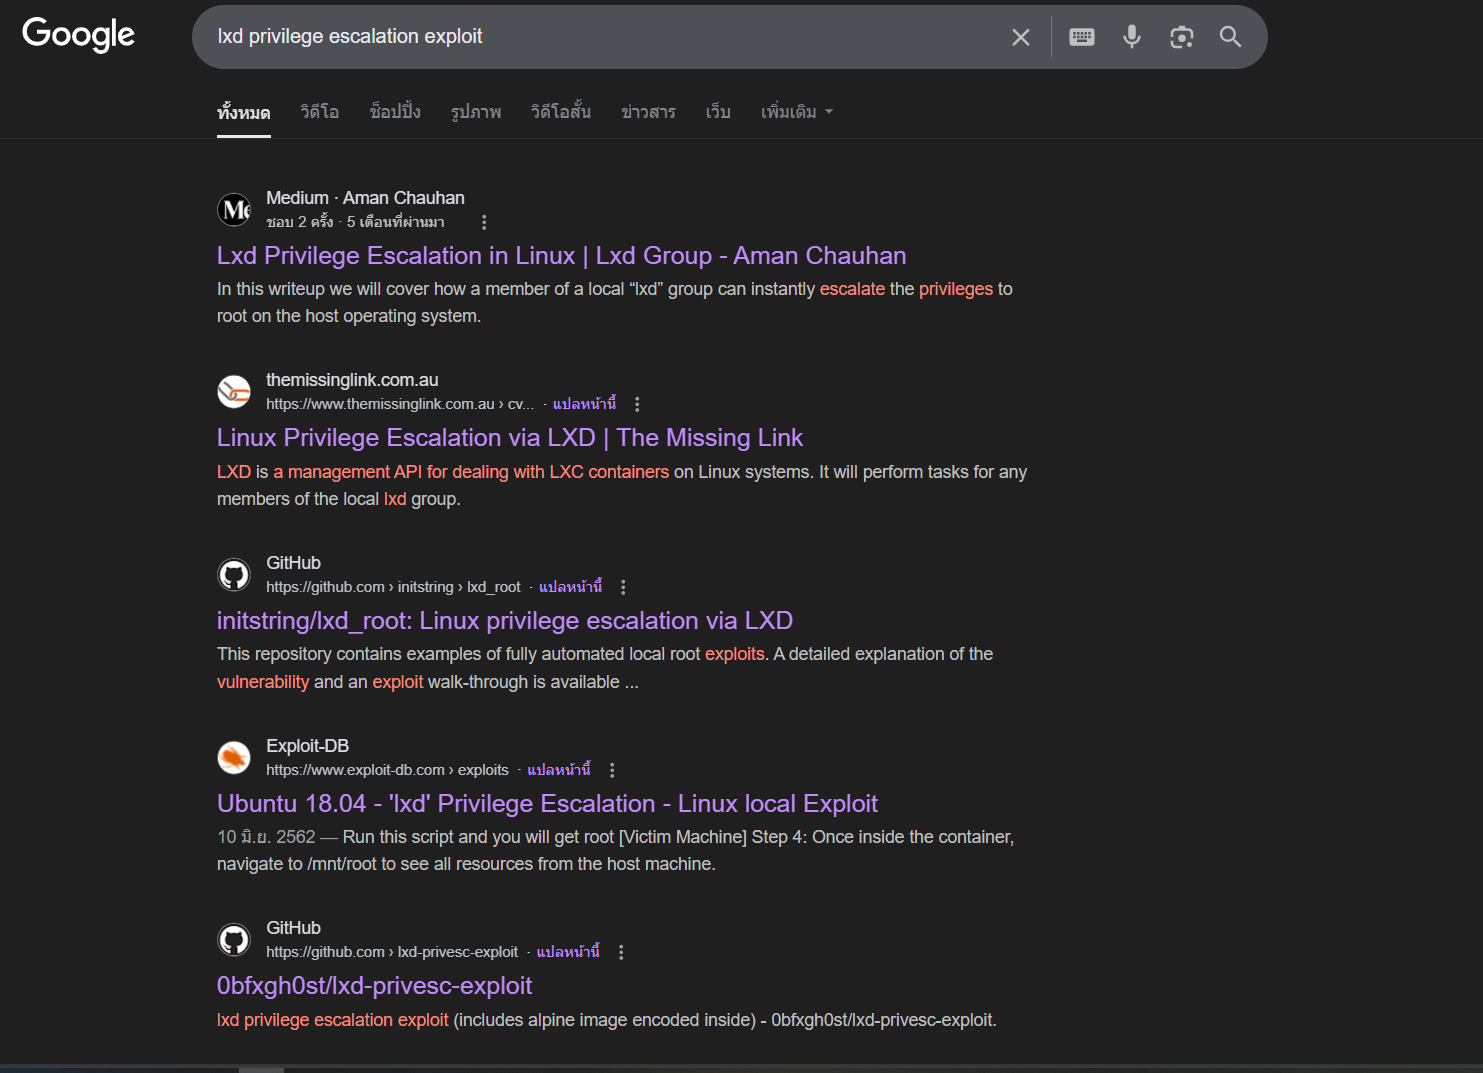 Google
lxd privilege escalation exploit
ทั้งหมด วิดีโอ ช็อปปิ้ง รูปภาพ วิดีโอสั้น ข่าวสาร เว็บ เพิ่มเติม
Medium · Aman Chauhan
ชอบ 2 ครั้ง · 5 เดือนที่ผ่านมา
Lxd Privilege Escalation in Linux | Lxd Group - Aman Chauhan
In this writeup we will cover how a member of a local “lxd” group can instantly escalate the privileges to
root on the host operating system.
themissinglink.com.au
https://www.themissinglink.com.au › cv... · แปลหน้านี้
Linux Privilege Escalation via LXD | The Missing Link
LXD is a management API for dealing with LXC containers on Linux systems. It will perform tasks for any
members of the local lxd group.
GitHub
https://github.com › initstring › lxd_root · แปลหน้านี้
initstring/lxd_root: Linux privilege escalation via LXD
This repository contains examples of fully automated local root exploits. A detailed explanation of the
vulnerability and an exploit walk-through is available ...
Exploit-DB
https://www.exploit-db.com › exploits · แปลหน้านี้
Ubuntu 18.04 - 'lxd' Privilege Escalation - Linux local Exploit
10 มิ.ย. 2562 — Run this script and you will get root [Victim Machine] Step 4: Once inside the container,
navigate to /mnt/root to see all resources from the host machine.
GitHub
https://github.com › lxd-privesc-exploit · แปลหน้านี้
0bfxgh0st/lxd-privesc-exploit
lxd privilege escalation exploit (includes alpine image encoded inside) - 0bfxgh0st/lxd-privesc-exploit.